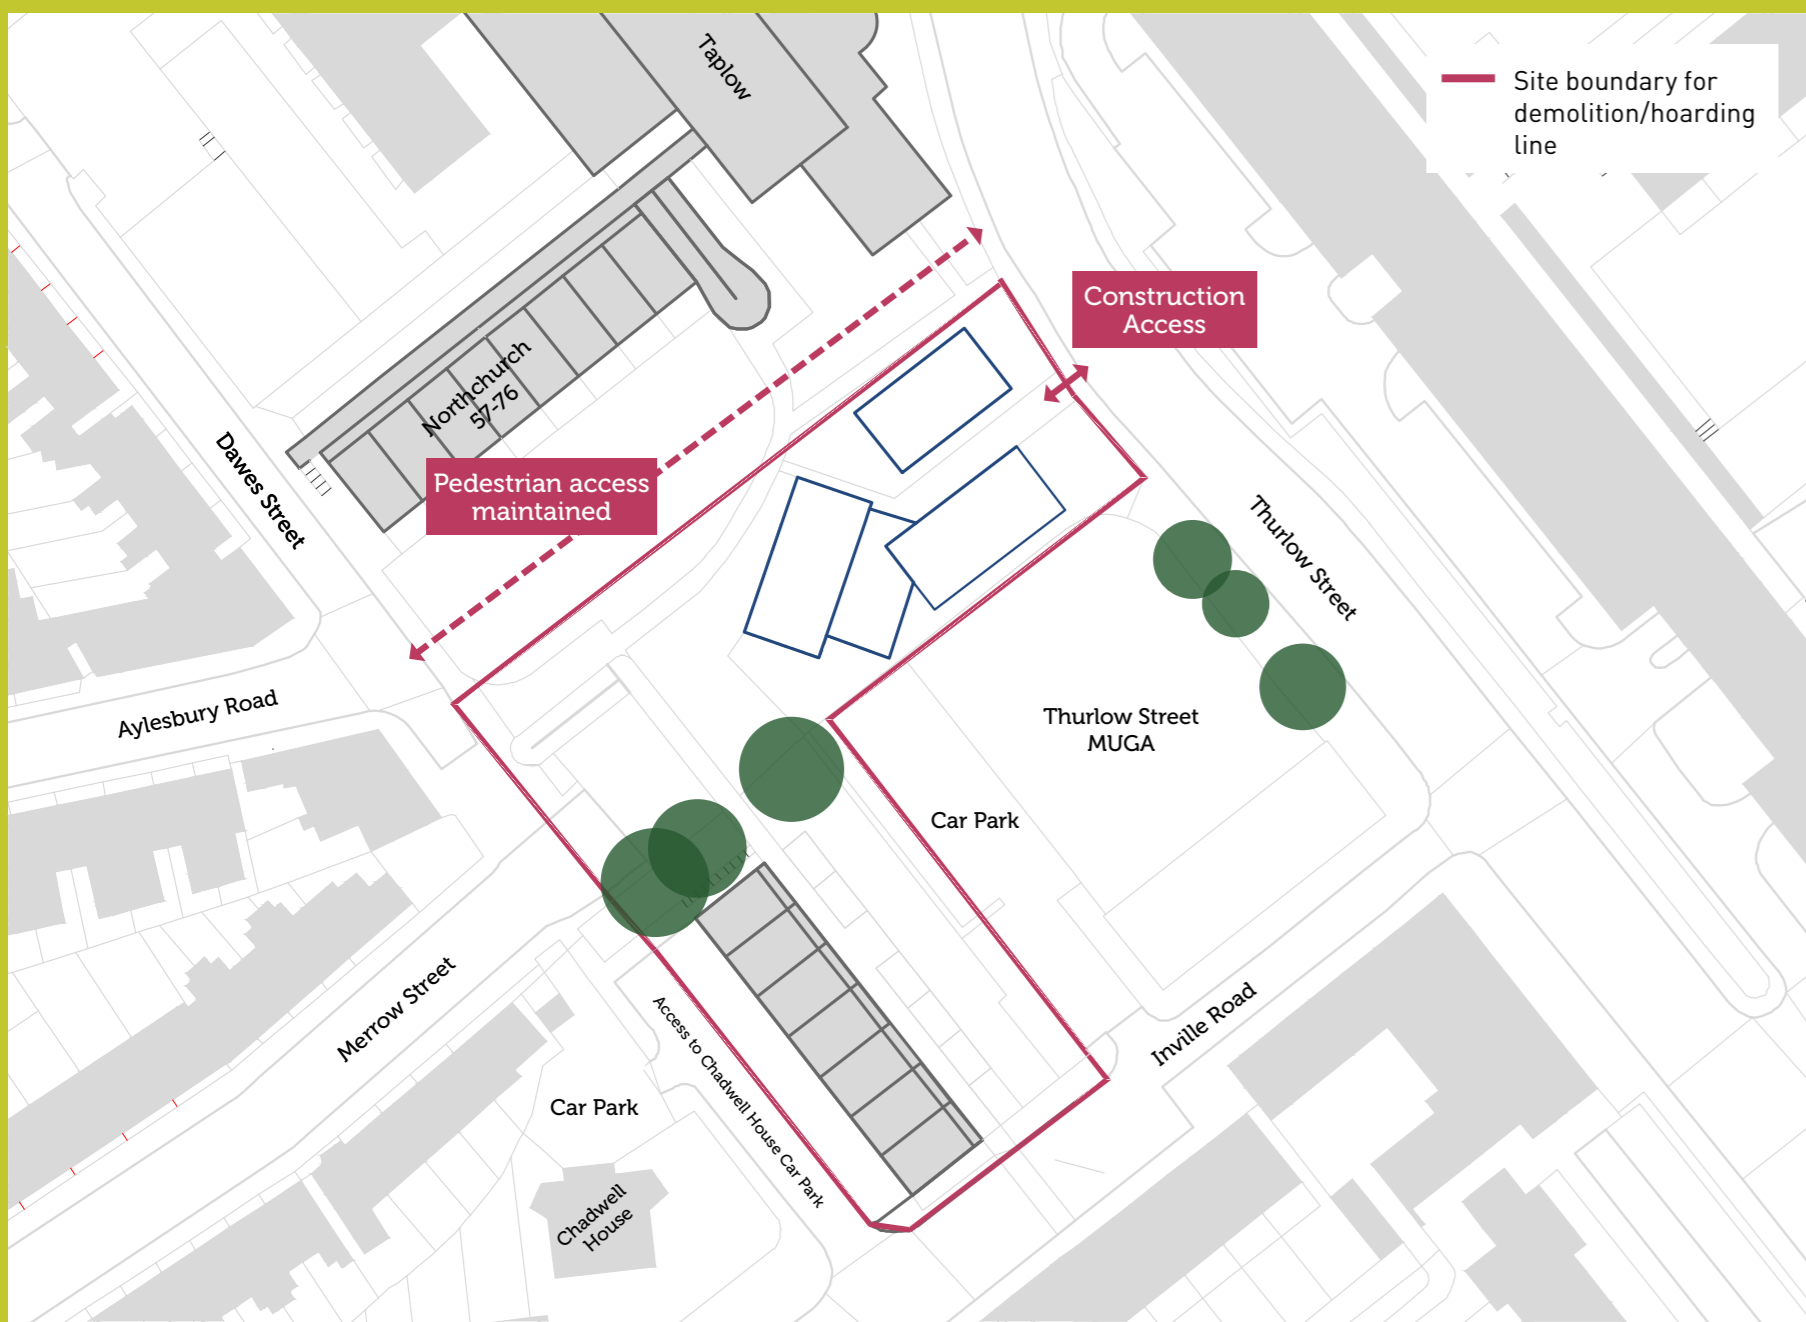 Taplow
Site boundary for
demolition/hoarding
line
Construction
Access
Northchurch
57-76
Pedestrian access
maintained
Dawes Street
Thurlow Street
Aylesbury Road
Thurlow Street
MUGA
Car Park
Merrow Street
Access to Chadwell House Car Park
Inville Road
Car Park
Chadwell
House